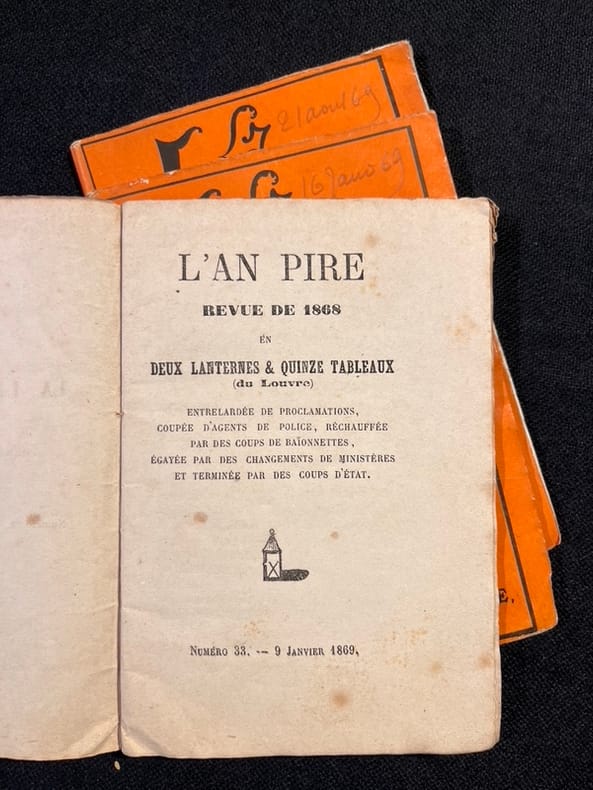 21 aout 69
16 Janv 69
L'AN PIRE
REVUE DE 1868
EN
DEUX LANTERNES & QUINZE TABLEAUX
(du Louvre)
ENTRELARDÉE DE PROCLAMATIONS,
COUPÉE D'AGENTS DE POLICE, RÉCHAUFFÉE
PAR DES COUPS DE BAÏONNETTES,
ÉGAYÉE PAR DES CHANGEMENTS DE MINISTÈRES
ET TERMINÉE PAR DES COUPS D'ÉTAT.
NUMÉRO 33. -- 9 JANVIER 1869.